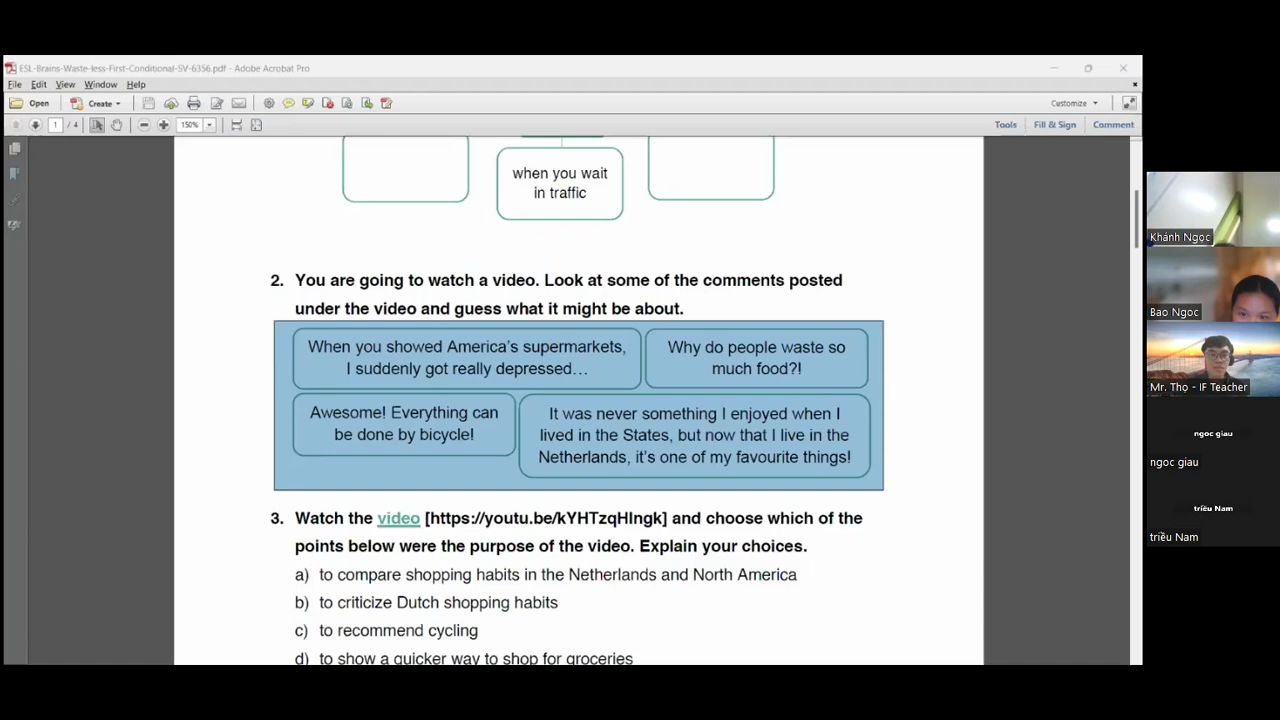 ESL-Brains-Waste-less-First-Conditional-SV-6356.pdf - Adobe Acrobat Pro
File Edit View Window Help
Open Create Customize
1 / 4 150% Tools Fill & Sign Comment
when you wait
in traffic
2. You are going to watch a video. Look at some of the comments posted
under the video and guess what it might be about.
When you showed America's supermarkets,
I suddenly got really depressed…
Why do people waste so
much food?!
Awesome! Everything can
be done by bicycle!
It was never something I enjoyed when I
lived in the States, but now that I live in the
Netherlands, it's one of my favourite things!
3. Watch the video [https://youtu.be/kYHTzqHIngk] and choose which of the
points below were the purpose of the video. Explain your choices.
a) to compare shopping habits in the Netherlands and North America
b) to criticize Dutch shopping habits
c) to recommend cycling
d) to show a quicker way to shop for groceries
Khánh Ngọc
Bao Ngoc
Mr. Thọ - IF Teacher
ngoc giau
ngoc giau
triều Nam
triều Nam